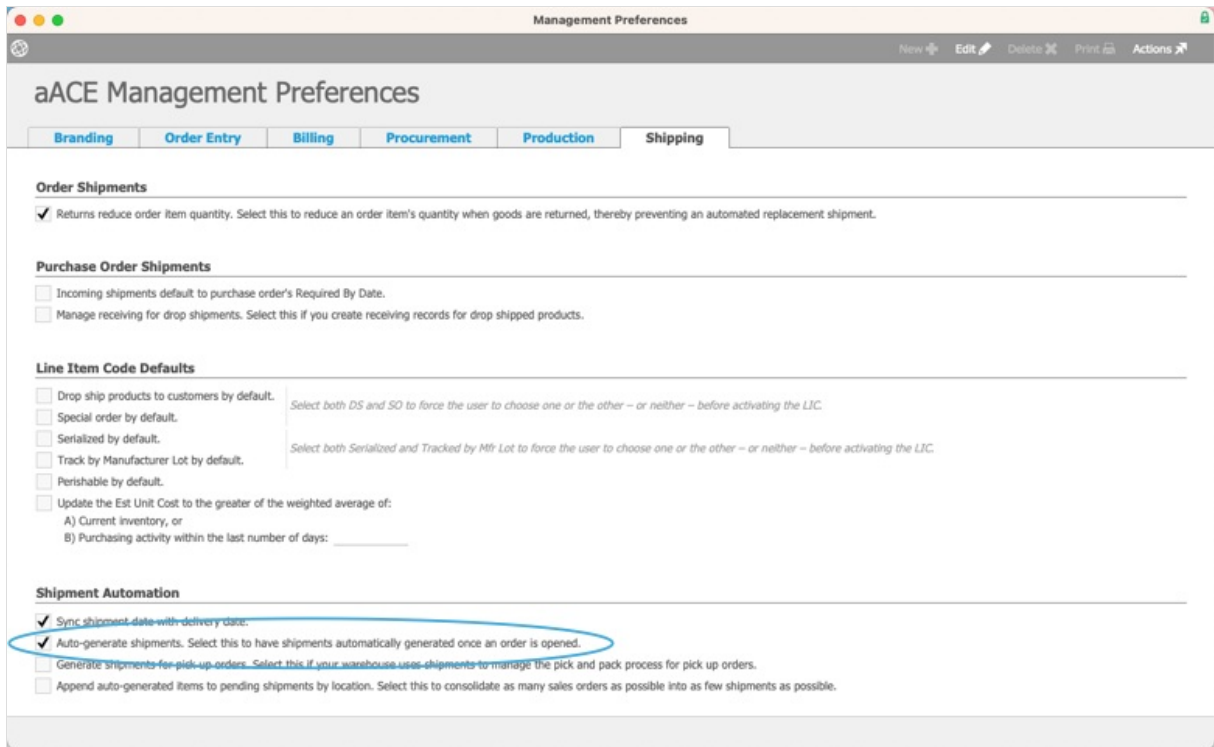 Management Preferences
New Edit Delete Print Actions
aACE Management Preferences
Branding Order Entry Billing Procurement Production Shipping
Order Shipments
Returns reduce order item quantity. Select this to reduce an order item's quantity when goods are returned, thereby preventing an automated replacement shipment.
Purchase Order Shipments
Incoming shipments default to purchase order's Required By Date.
Manage receiving for drop shipments. Select this if you create receiving records for drop shipped products.
Line Item Code Defaults
Drop ship products to customers by default.
Select both DS and SO to force the user to choose one or the other – or neither – before activating the LIC.
Special order by default.
Serialized by default.
Select both Serialized and Tracked by Mfr Lot to force the user to choose one or the other – or neither – before activating the LIC.
Track by Manufacturer Lot by default.
Perishable by default.
Update the Est Unit Cost to the greater of the weighted average of:
A) Current inventory, or
B) Purchasing activity within the last number of days:
Shipment Automation
Sync shipment date with delivery date.
Auto-generate shipments. Select this to have shipments automatically generated once an order is opened.
Generate shipments for pick up orders. Select this if your warehouse uses shipments to manage the pick and pack process for pick up orders.
Append auto-generated items to pending shipments by location. Select this to consolidate as many sales orders as possible into as few shipments as possible.